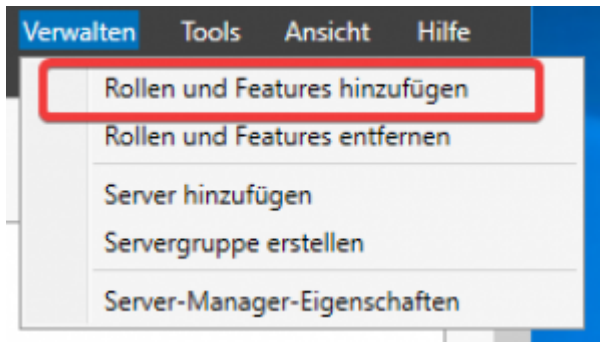 Verwalten Tools Ansicht Hilfe
Rollen und Features hinzufügen
Rollen und Features entfernen
Server hinzufügen
Servergruppe erstellen
Server-Manager-Eigenschaften